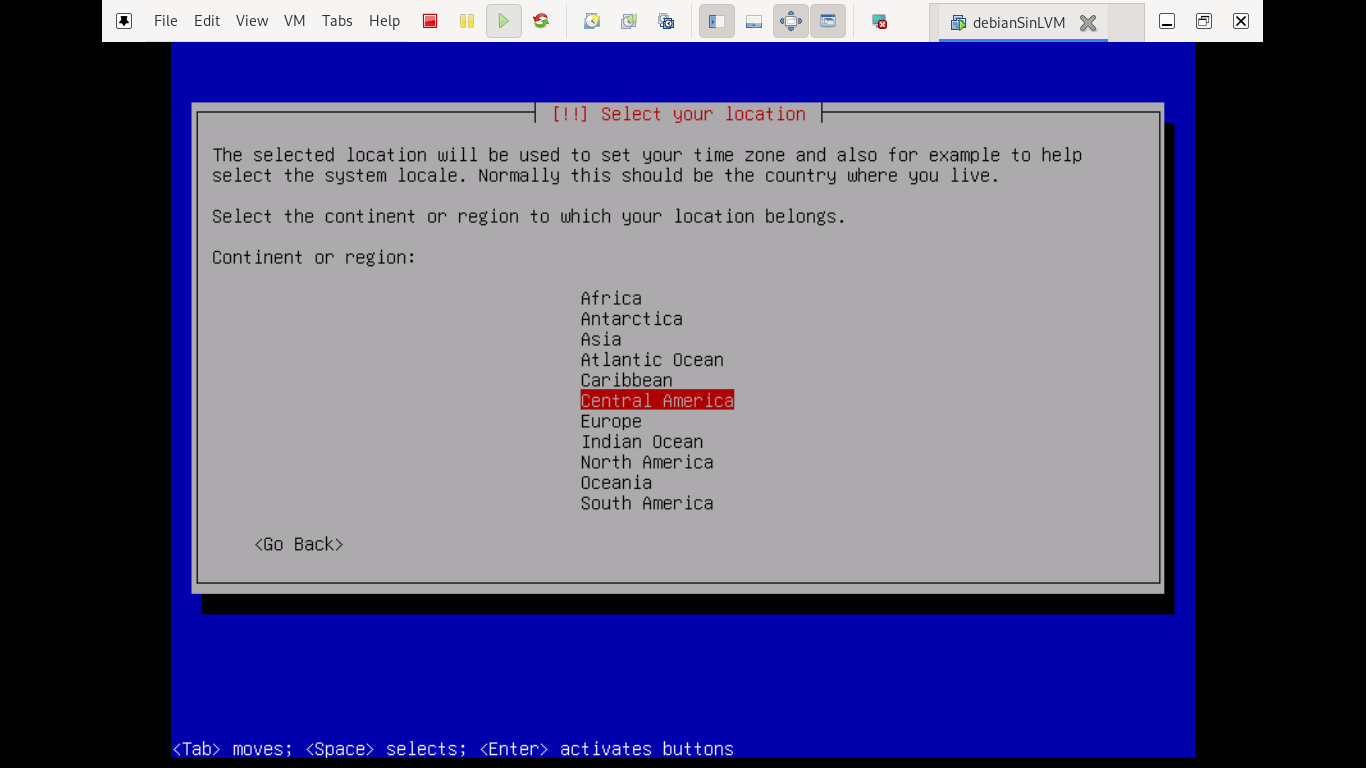 File Edit View VM Tabs Help debianSinLVM
[!!] Select your location
The selected location will be used to set your time zone and also for example to help
select the system locale. Normally this should be the country where you live.
Select the continent or region to which your location belongs.
Continent or region:
Africa
Antarctica
Asia
Atlantic Ocean
Caribbean
Central America
Europe
Indian Ocean
North America
Oceania
South America
<Go Back>
<Tab> moves; <Space> selects; <Enter> activates buttons